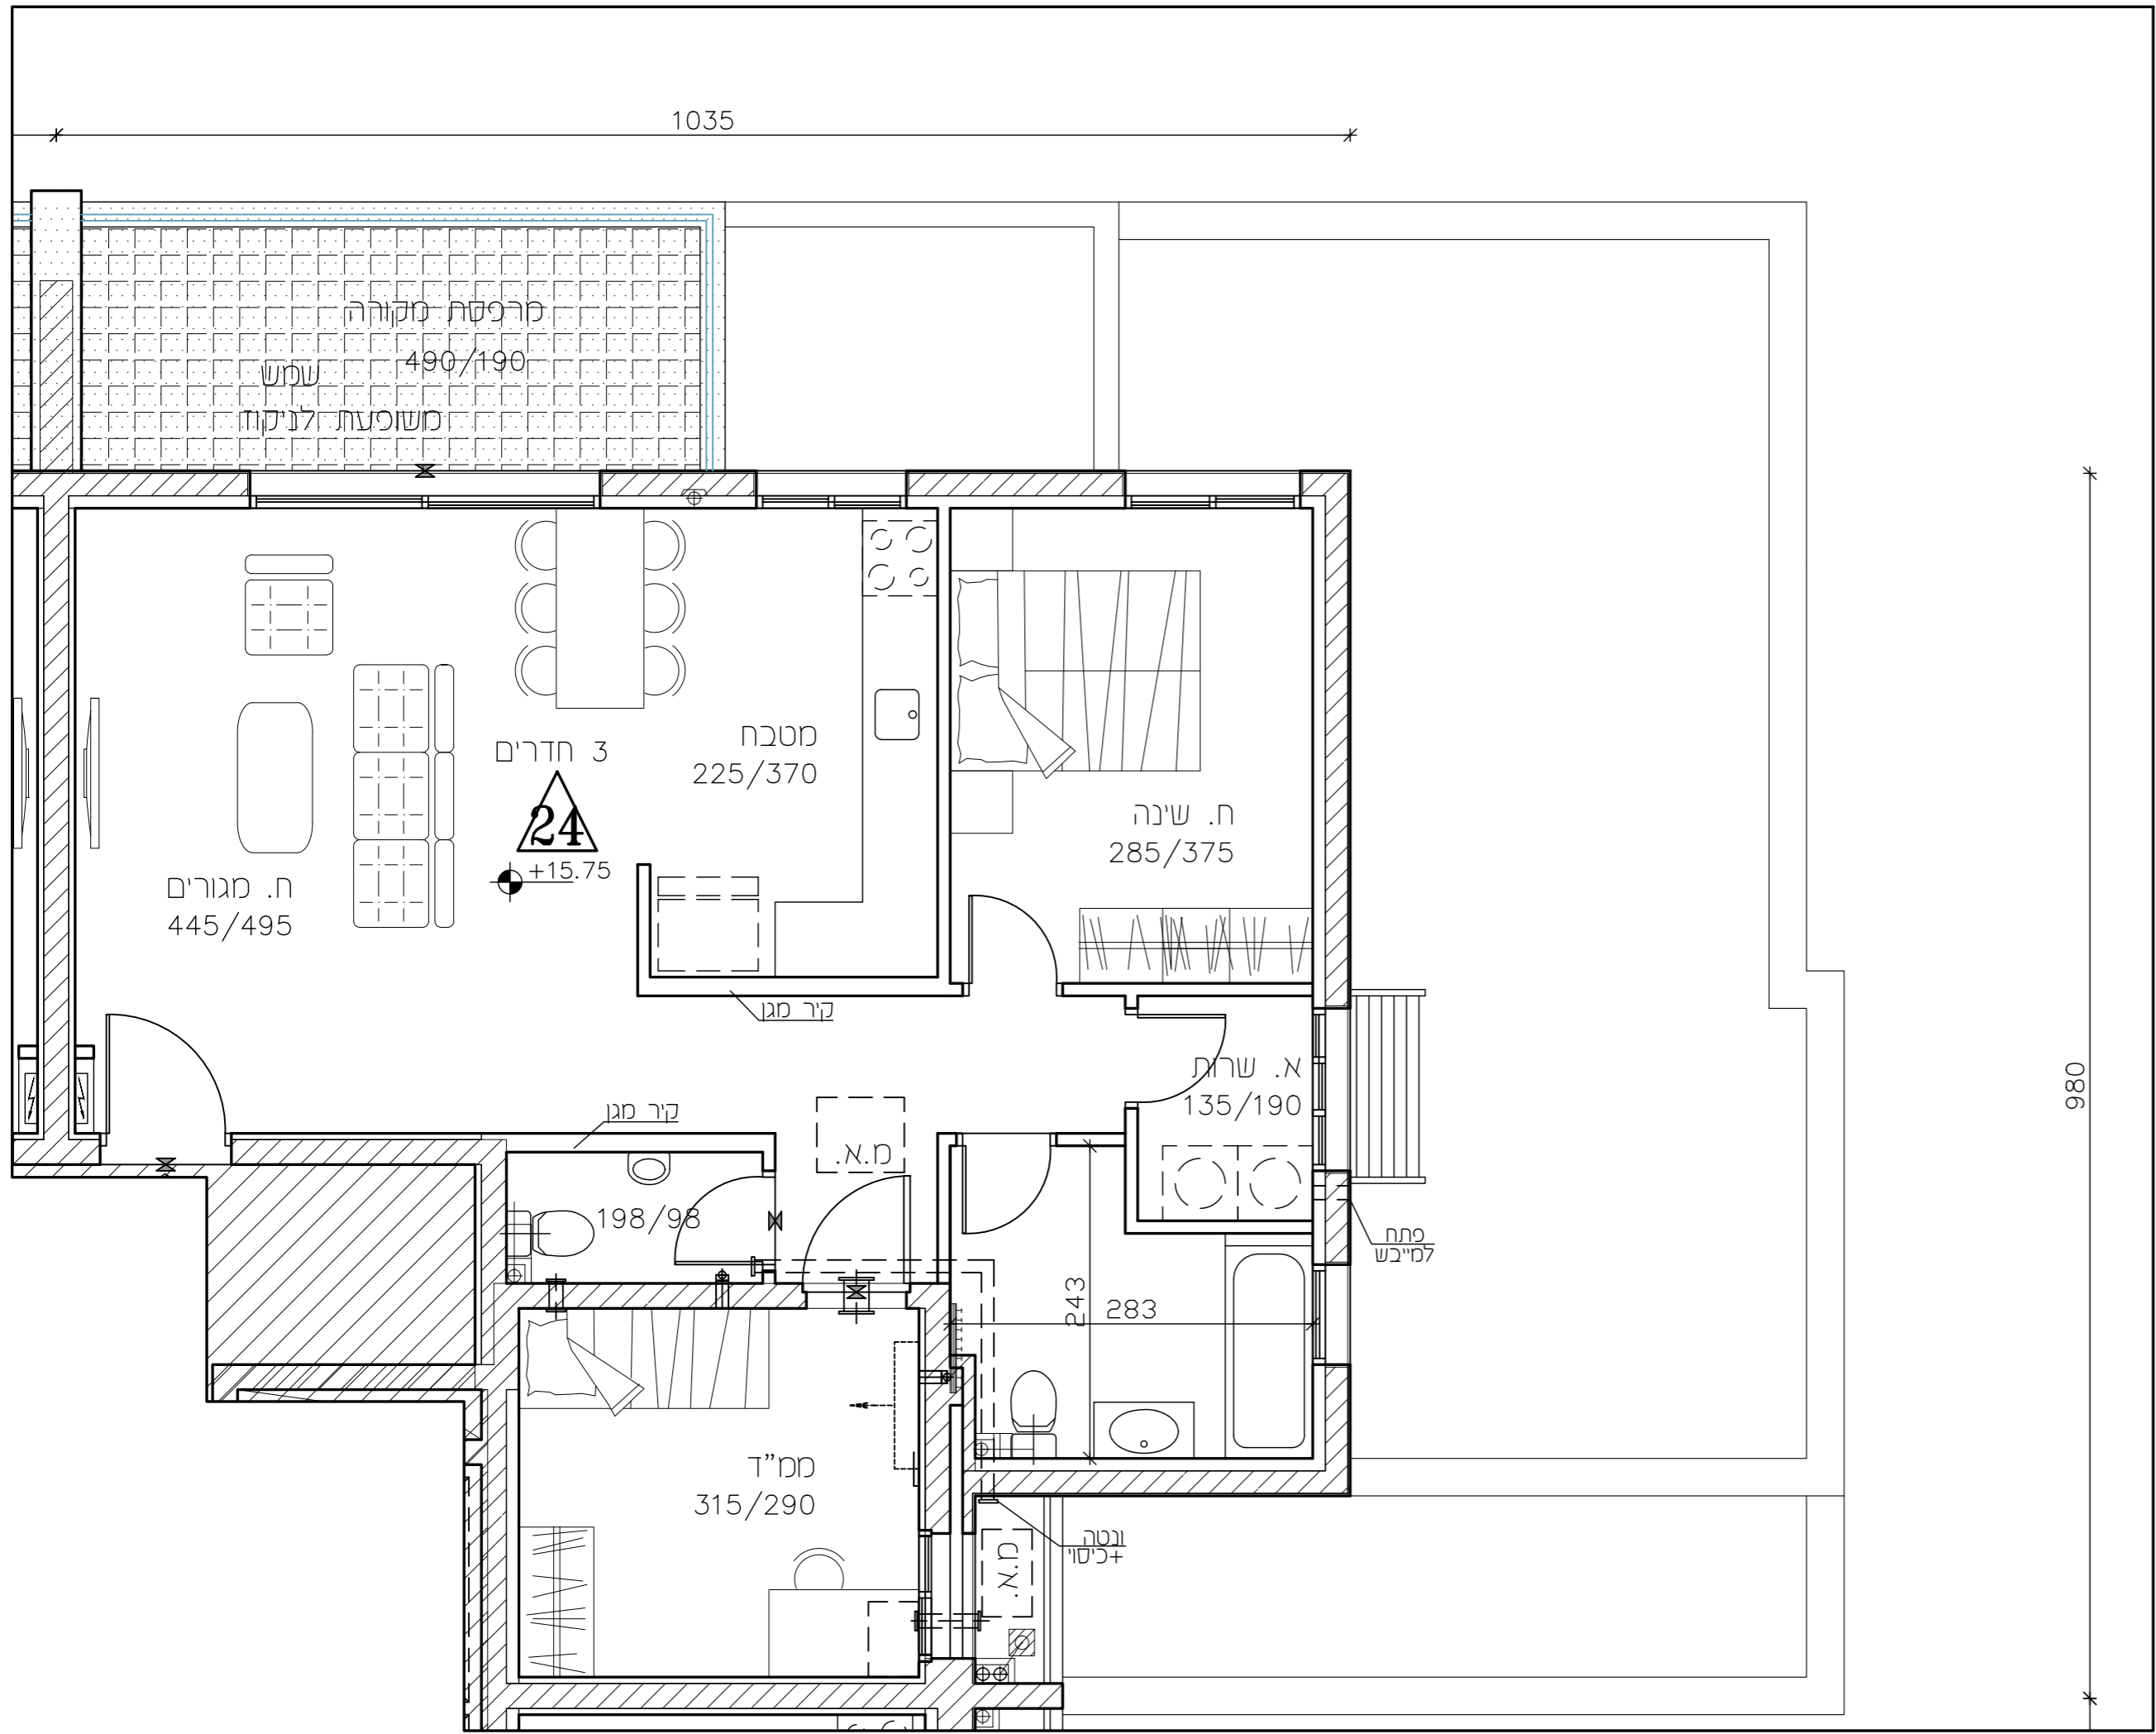 1035
מרפסת מקורה
490/190
שמש
משופעת לניקוז
3 חדרים
24
+15.75
מטבח
225/370
ח. שינה
285/375
ח. מגורים
445/495
קיר מגן
א. שרות
135/190
980
קיר מגן
מ.א.
198/98
פתח
למייבש
243
283
ממ"ד
315/290
ונטה
+כיסוי
מ.א.